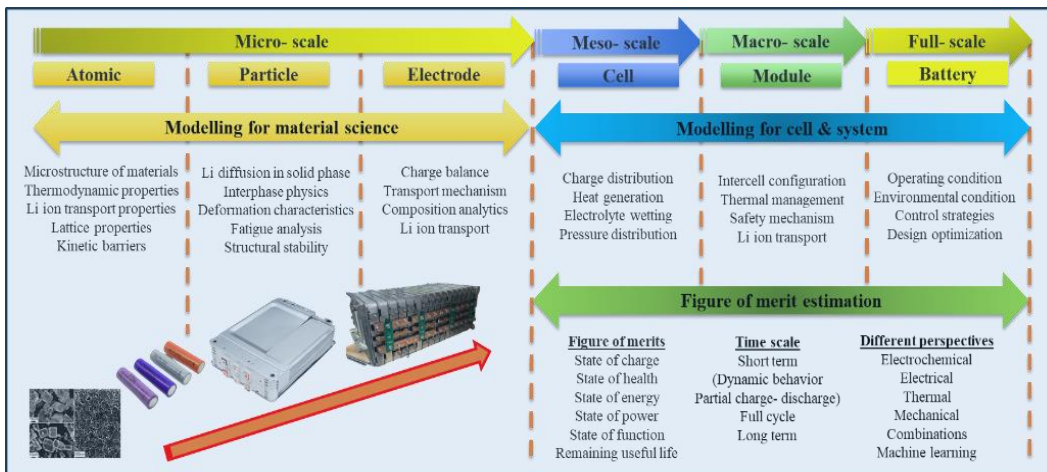 Micro- scale
Meso- scale
Macro- scale
Full- scale
Atomic
Particle
Electrode
Cell
Module
Battery
Modelling for material science
Modelling for cell & system
Microstructure of materials
Thermodynamic properties
Li ion transport properties
Lattice properties
Kinetic barriers
Li diffusion in solid phase
Interphase physics
Deformation characteristics
Fatigue analysis
Structural stability
Charge balance
Transport mechanism
Composition analytics
Li ion transport
Charge distribution
Heat generation
Electrolyte wetting
Pressure distribution
Intercell configuration
Thermal management
Safety mechanism
Li ion transport
Operating condition
Environmental condition
Control strategies
Design optimization
Figure of merit estimation
Figure of merits
State of charge
State of health
State of energy
State of power
State of function
Remaining useful life
Time scale
Short term
(Dynamic behavior
Partial charge- discharge)
Full cycle
Long term
Different perspectives
Electrochemical
Electrical
Thermal
Mechanical
Combinations
Machine learning